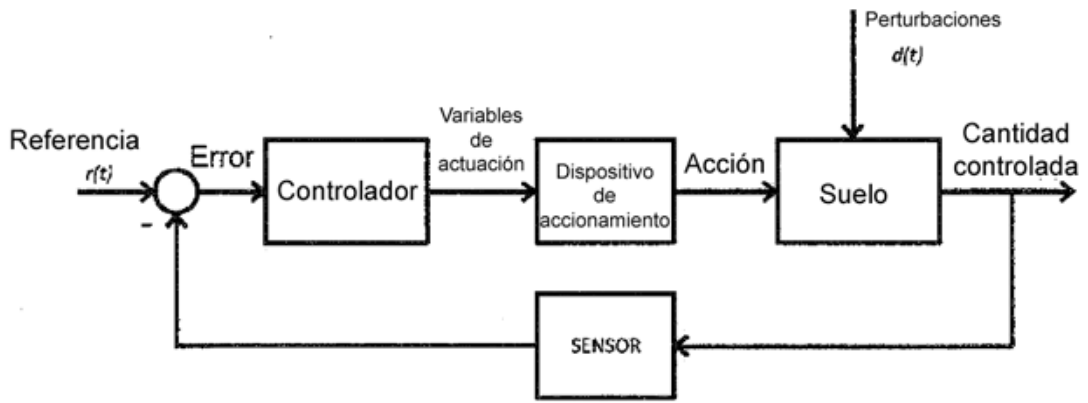 Perturbaciones
d(t)
Referencia
r(t)
Error
Controlador
Variables
de
actuación
Dispositivo
de
accionamiento
Acción
Suelo
Cantidad
controlada
-
SENSOR